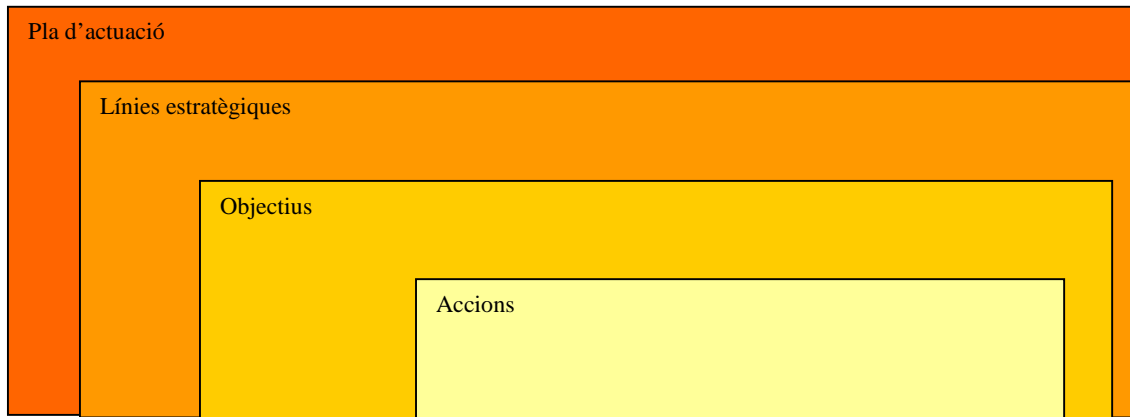 Pla d’actuació
Línies estratègiques
Objectius
Accions